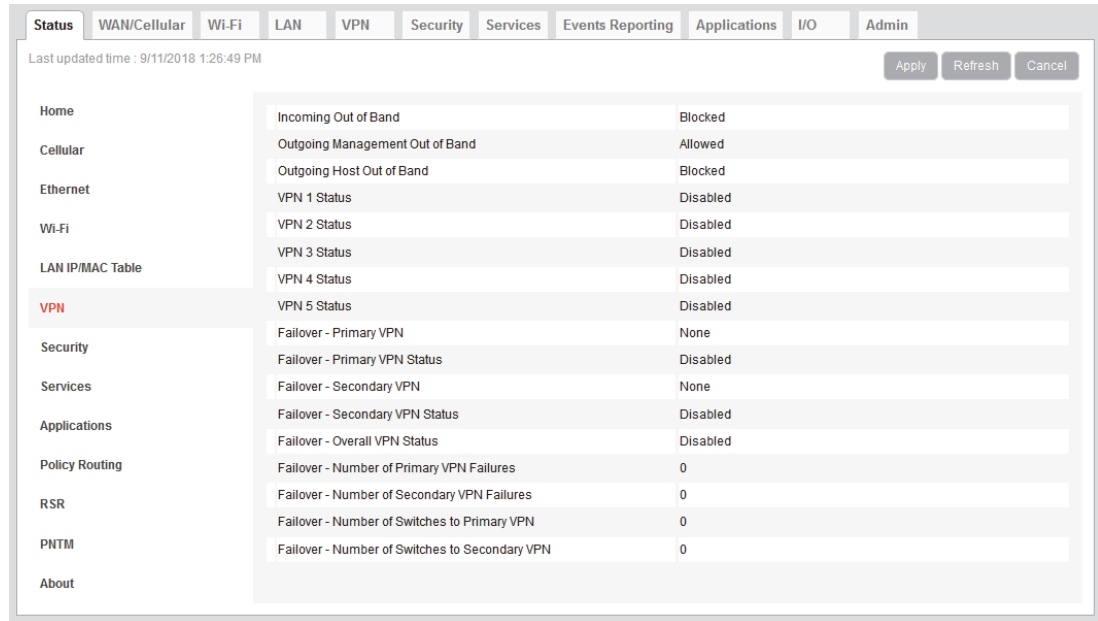 Status WAN/Cellular Wi-Fi LAN VPN Security Services Events Reporting Applications I/O Admin
Last updated time : 9/11/2018 1:26:49 PM
Apply Refresh Cancel
Home
Cellular
Ethernet
Wi-Fi
LAN IP/MAC Table
VPN
Security
Services
Applications
Policy Routing
RSR
PNTM
About
Incoming Out of Band Blocked
Outgoing Management Out of Band Allowed
Outgoing Host Out of Band Blocked
VPN 1 Status Disabled
VPN 2 Status Disabled
VPN 3 Status Disabled
VPN 4 Status Disabled
VPN 5 Status Disabled
Failover - Primary VPN None
Failover - Primary VPN Status Disabled
Failover - Secondary VPN None
Failover - Secondary VPN Status Disabled
Failover - Overall VPN Status Disabled
Failover - Number of Primary VPN Failures 0
Failover - Number of Secondary VPN Failures 0
Failover - Number of Switches to Primary VPN 0
Failover - Number of Switches to Secondary VPN 0